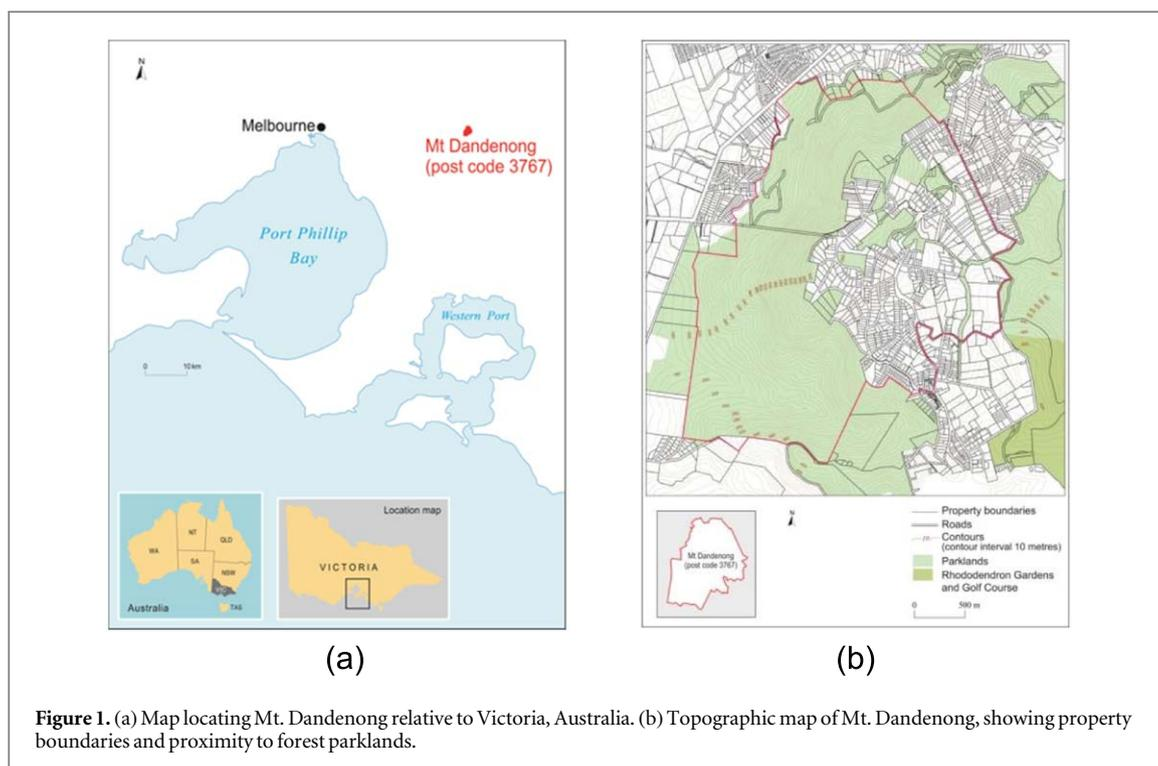 N
Melbourne
Mt Dandenong
(post code 3767)
Port Phillip
Bay
Western Port
0 10km
WA
NT
QLD
SA
NSW
TAS
Australia
Location map
VICTORIA
(a)
Property boundaries
Roads
Contours
(contour interval 10 metres)
Parklands
Rhododendron Gardens
and Golf Course
0 500 m
N
Mt Dandenong
(post code 3767)
(b)
Figure 1. (a) Map locating Mt. Dandenong relative to Victoria, Australia. (b) Topographic map of Mt. Dandenong, showing property
boundaries and proximity to forest parklands.